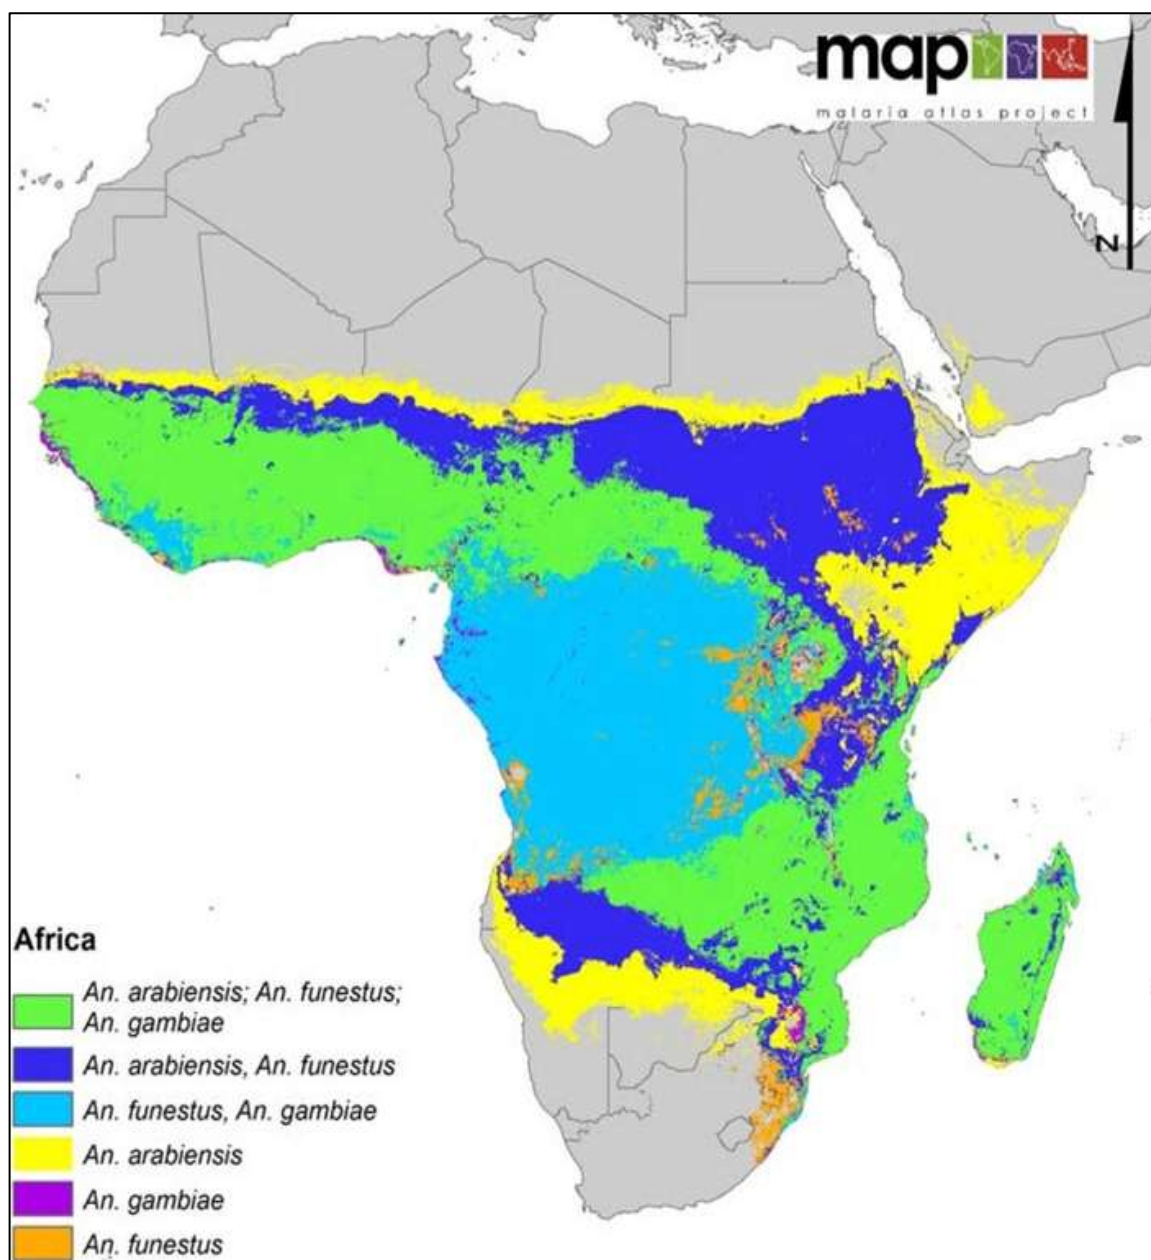 map
malaria atlas project
N
Africa
An. arabiensis; An. funestus;
An. gambiae
An. arabiensis, An. funestus
An. funestus, An. gambiae
An. arabiensis
An. gambiae
An. funestus